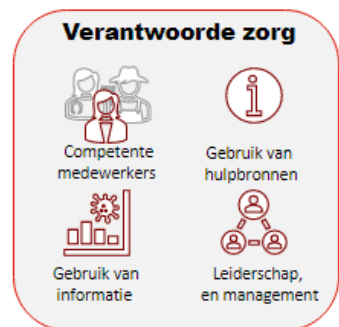 Verantwoorde zorg
Competente
medewerkers
Gebruik van
hulpbronnen
Gebruik van
informatie
Leiderschap,
en management